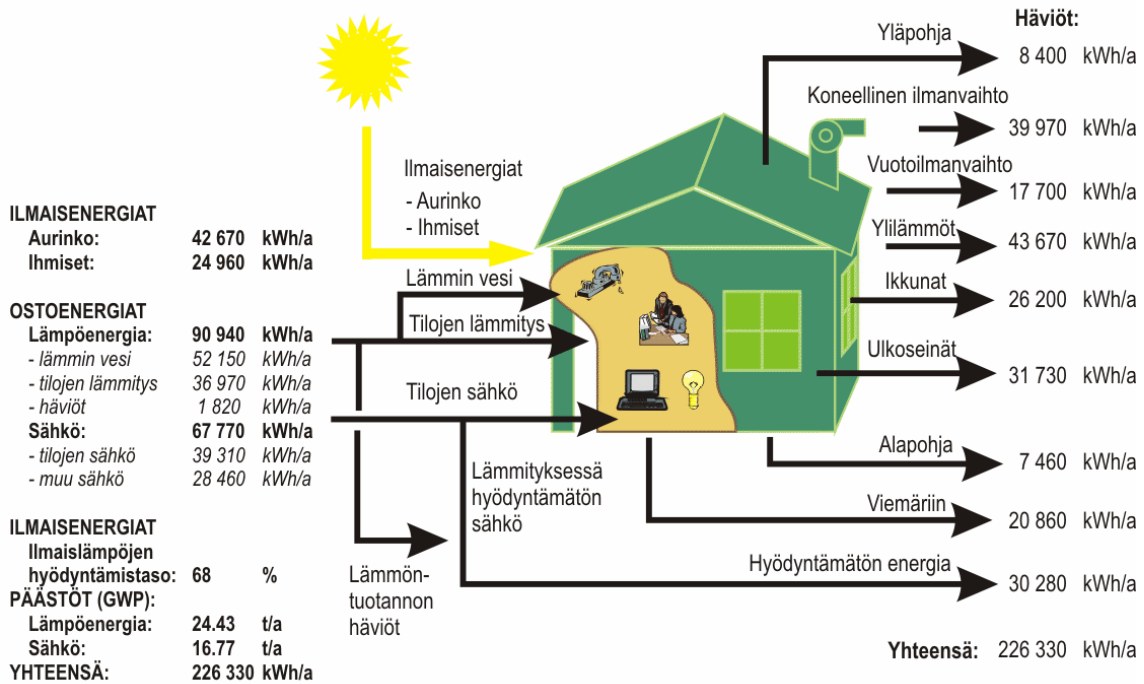 ILMAISENERGIAT
Aurinko: 42 670 kWh/a
Ihmiset: 24 960 kWh/a
OSTOENERGIAT
Lämpöenergia: 90 940 kWh/a
- lämmin vesi 52 150 kWh/a
- tilojen lämmitys 36 970 kWh/a
- häviöt 1 820 kWh/a
Sähkö: 67 770 kWh/a
- tilojen sähkö 39 310 kWh/a
- muu sähkö 28 460 kWh/a
ILMAISENERGIAT
Ilmaislämpöjen
hyödyntämistaso: 68 %
PÄÄSTÖT (GWP):
Lämpöenergia: 24.43 t/a
Sähkö: 16.77 t/a
YHTEENSÄ: 226 330 kWh/a
Ilmaisenergiat
- Aurinko
- Ihmiset
Lämmin vesi
Tilojen lämmitys
Tilojen sähkö
Lämmityksessä
hyödyntämätön
sähkö
Lämmön-
tuotannon
häviöt
Häviöt:
Yläpohja 8 400 kWh/a
Koneellinen ilmanvaihto 39 970 kWh/a
Vuotoilmanvaihto 17 700 kWh/a
Ylilämmöt 43 670 kWh/a
Ikkunat 26 200 kWh/a
Ulkoseinät 31 730 kWh/a
Alapohja 7 460 kWh/a
Viemäriin 20 860 kWh/a
Hyödyntämätön energia 30 280 kWh/a
Yhteensä: 226 330 kWh/a